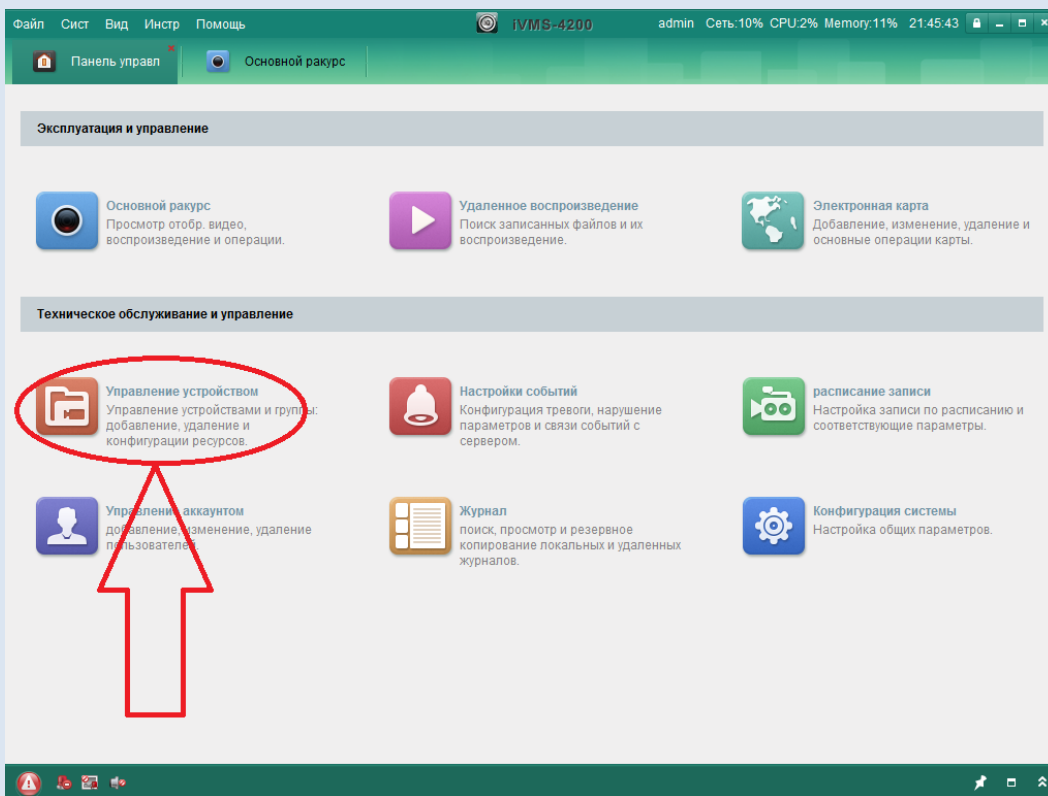 Файл Сист Вид Инстр Помощь iVMS-4200 admin Сеть:10% CPU:2% Memory:11% 21:45:43
Панель управл Основной ракурс
Эксплуатация и управление
Основной ракурс
Просмотр отобр. видео,
воспроизведение и операции.
Удаленное воспроизведение
Поиск записанных файлов и их
воспроизведение.
Электронная карта
Добавление, изменение, удаление и
основные операции карты.
Техническое обслуживание и управление
Управление устройством
Управление устройствами и группы:
добавление, удаление и
конфигурации ресурсов.
Настройки событий
Конфигурация тревоги, нарушение
параметров и связи событий с
сервером.
расписание записи
Настройка записи по расписанию и
соответствующие параметры.
Управление аккаунтом
добавление, изменение, удаление
пользователей.
Журнал
поиск, просмотр и резервное
копирование локальных и удаленных
журналов.
Конфигурация системы
Настройка общих параметров.